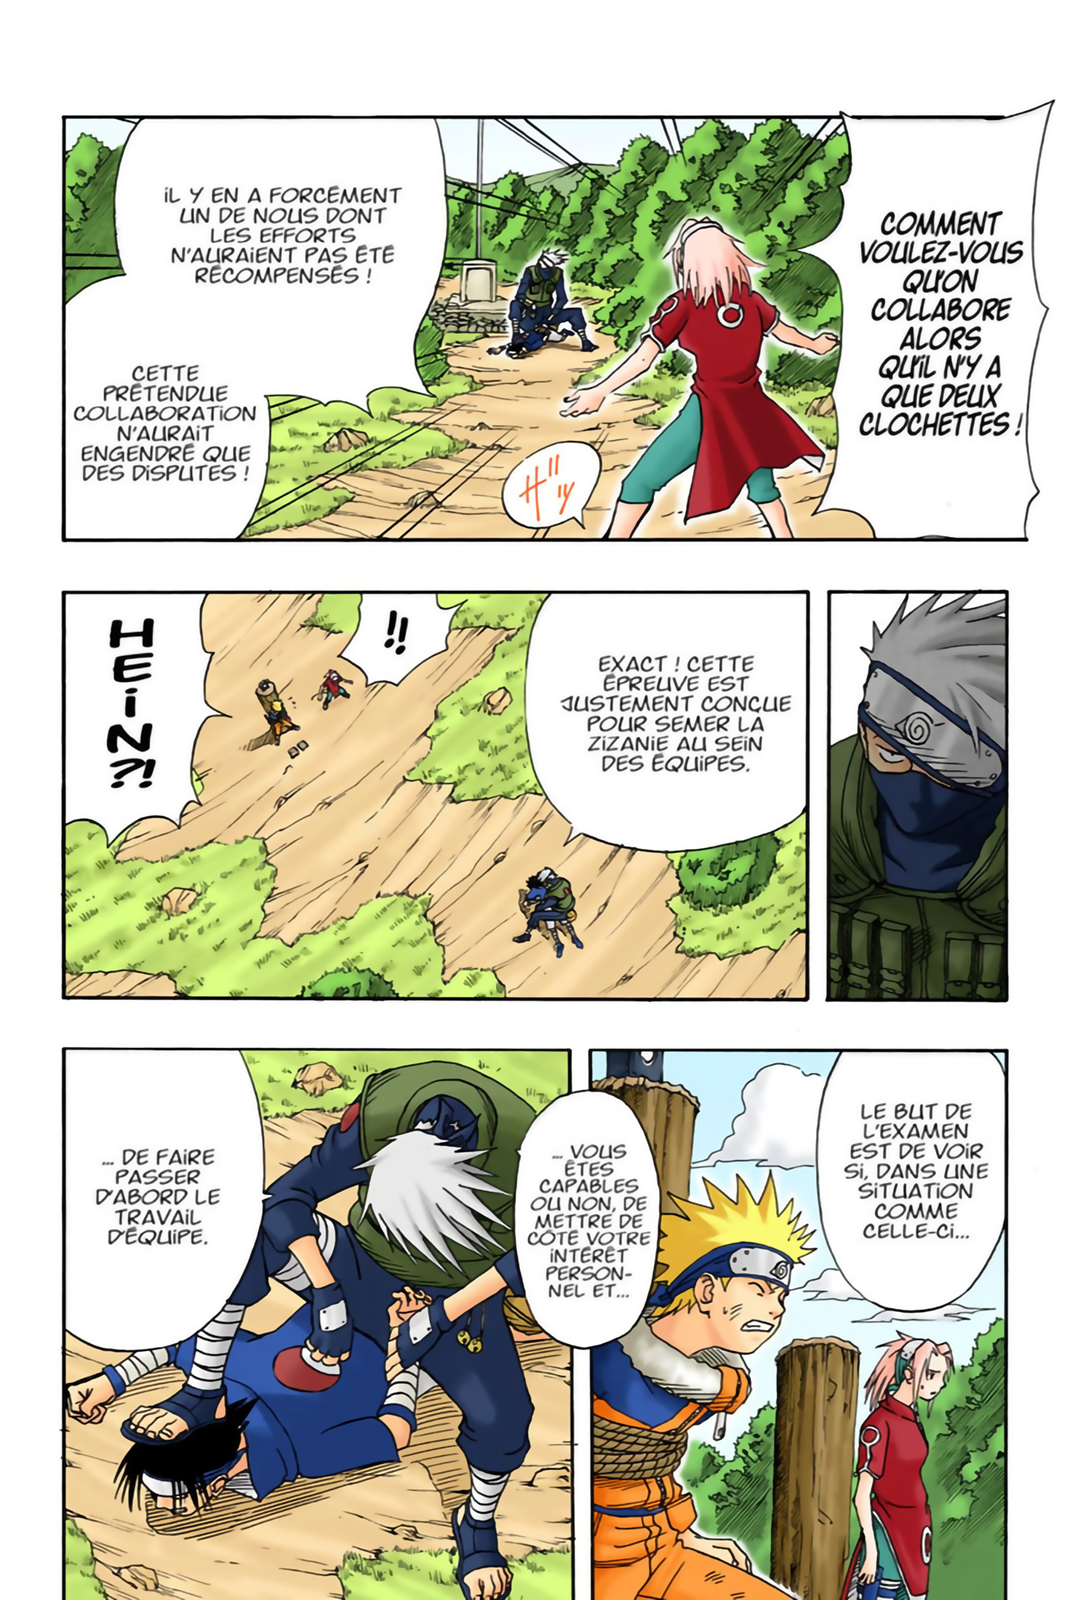 COMMENT
VOULEZ-VOUS
QU'ON
COLLABORE
ALORS
QU'IL N'Y A
QUE DEUX
CLOCHETTES !
IL Y EN A FORCÉMENT
UN DE NOUS DONT
LES EFFORTS
N'AURAIENT PAS ÉTÉ
RÉCOMPENSÉS !
CETTE
PRÉTENDUE
COLLABORATION
N'AURAIT
ENGENDRÉ QUE
DES DISPUTES !
EXACT ! CETTE
ÉPREUVE EST
JUSTEMENT CONÇUE
POUR SEMER LA
ZIZANIE AU SEIN
DES ÉQUIPES.
!!
HEIN?!
LE BUT DE
L'EXAMEN
EST DE VOIR
SI, DANS UNE
SITUATION
COMME
CELLE-CI...
... VOUS
ÊTES
CAPABLES
OU NON, DE
METTRE DE
CÔTÉ VOTRE
INTÉRÊT
PERSON-
NEL ET...
... DE FAIRE
PASSER
D'ABORD LE
TRAVAIL
D'ÉQUIPE.